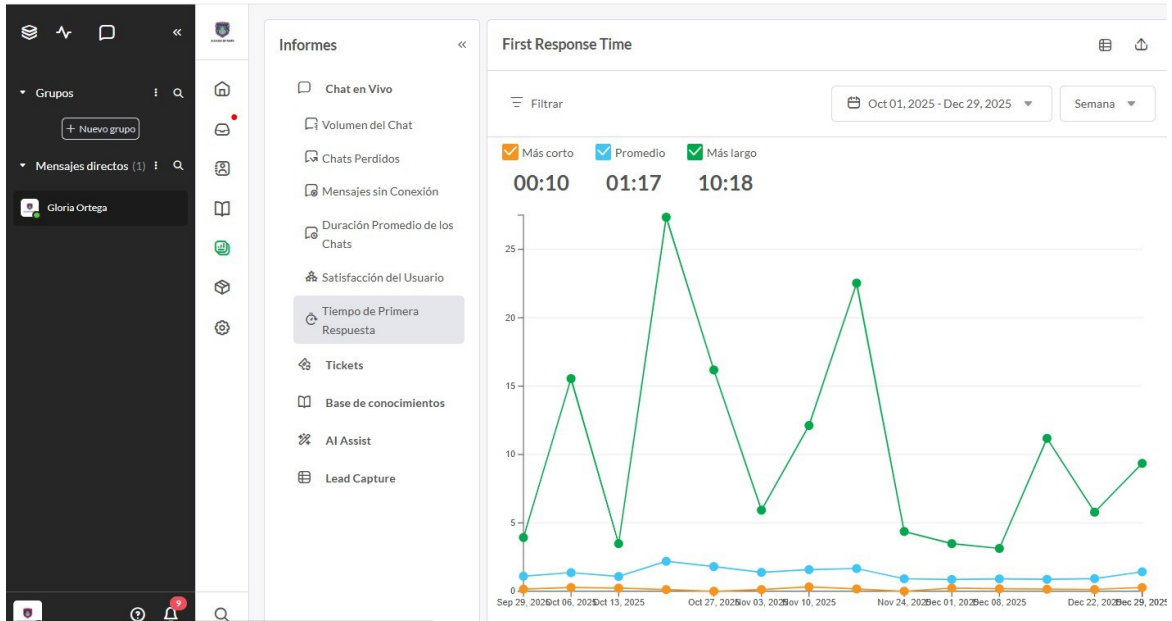 Grupos
+ Nuevo grupo
Mensajes directos (1)
Gloria Ortega
9
Informes
Chat en Vivo
Volumen del Chat
Chats Perdidos
Mensajes sin Conexión
Duración Promedio de los
Chats
Satisfacción del Usuario
Tiempo de Primera
Respuesta
Tickets
Base de conocimientos
AI Assist
Lead Capture
First Response Time
Filtrar
Oct 01, 2025 - Dec 29, 2025
Semana
Más corto Promedio Más largo
00:10 01:17 10:18
25
20
15
10
5
0
Sep 29, 2025 Oct 06, 2025 Oct 13, 2025 Oct 27, 2025 Nov 03, 2025 Nov 10, 2025 Nov 24, 2025 Dec 01, 2025 Dec 08, 2025 Dec 22, 2025 Dec 29, 2025